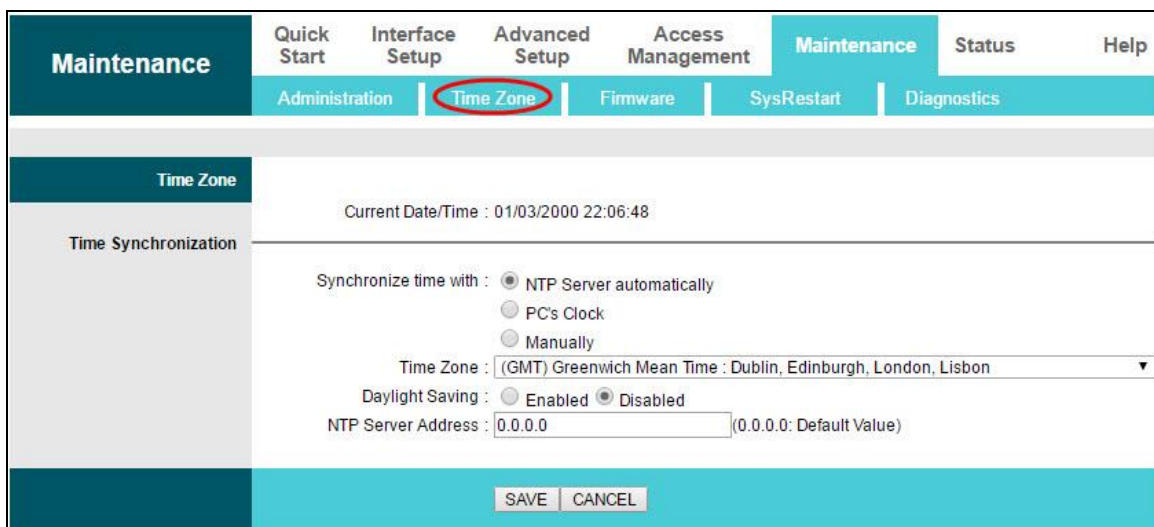 Maintenance
Quick Start
Interface Setup
Advanced Setup
Access Management
Maintenance
Status
Help
Administration
Time Zone
Firmware
SysRestart
Diagnostics
Time Zone
Current Date/Time : 01/03/2000 22:06:48
Time Synchronization
Synchronize time with : NTP Server automatically
PC's Clock
Manually
Time Zone : (GMT) Greenwich Mean Time : Dublin, Edinburgh, London, Lisbon
Daylight Saving : Enabled Disabled
NTP Server Address : 0.0.0.0 (0.0.0.0: Default Value)
SAVE CANCEL